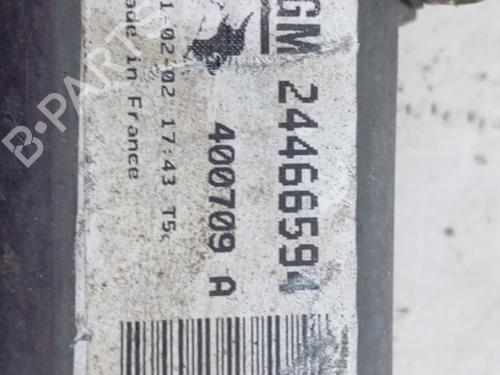 GM 24466594
400709 A
1-02-02 17:43 T5
ade in France
B-PARTS